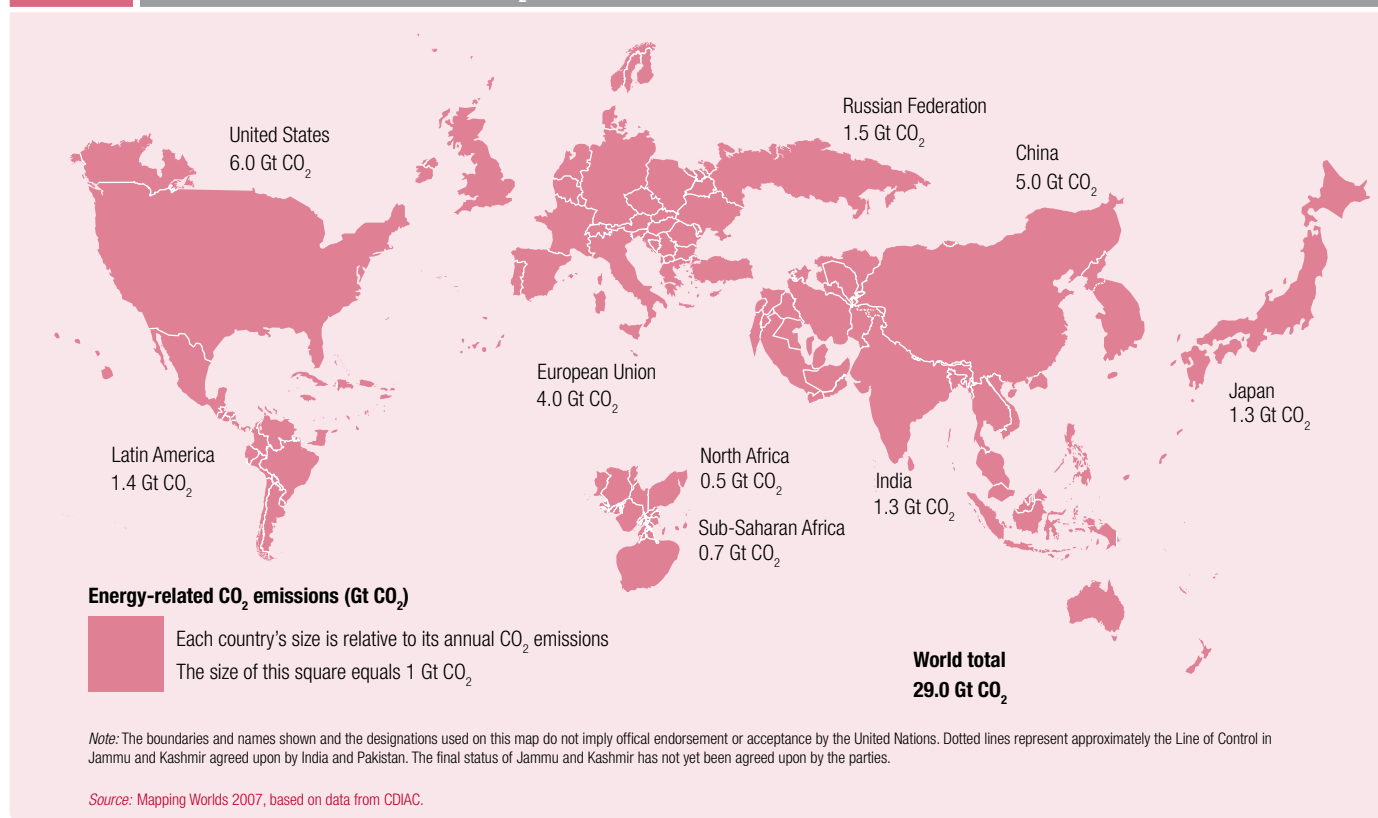 United States
6.0 Gt CO₂
Russian Federation
1.5 Gt CO₂
China
5.0 Gt CO₂
European Union
4.0 Gt CO₂
Japan
1.3 Gt CO₂
Latin America
1.4 Gt CO₂
North Africa
0.5 Gt CO₂
India
1.3 Gt CO₂
Sub-Saharan Africa
0.7 Gt CO₂
Energy-related CO₂ emissions (Gt CO₂)
Each country's size is relative to its annual CO₂ emissions
The size of this square equals 1 Gt CO₂
World total
29.0 Gt CO₂
Note: The boundaries and names shown and the designations used on this map do not imply offical endorsement or acceptance by the United Nations. Dotted lines represent approximately the Line of Control in
Jammu and Kashmir agreed upon by India and Pakistan. The final status of Jammu and Kashmir has not yet been agreed upon by the parties.
Source: Mapping Worlds 2007, based on data from CDIAC.